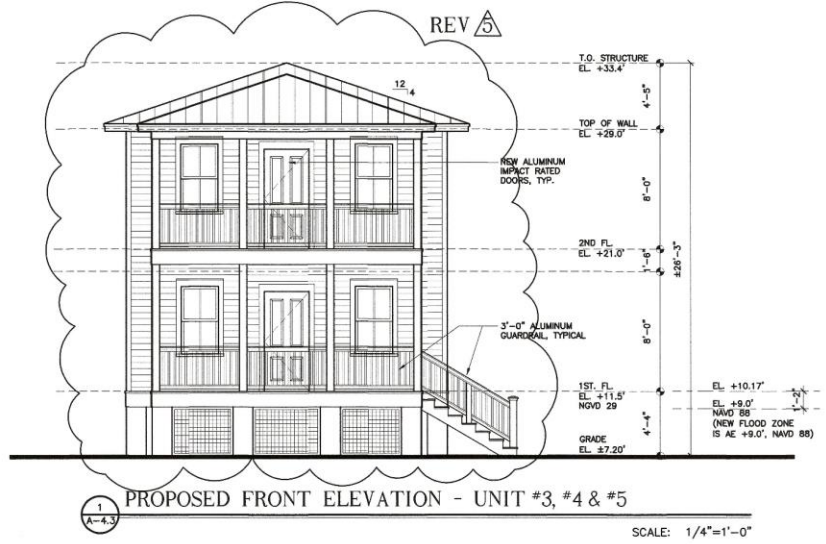 REV 5
T.O. STRUCTURE
EL. +33.4'
4'-5"
12
4
TOP OF WALL
EL. +29.0'
NEW ALUMINUM
IMPACT RATED
DOORS, TYP.
8'-0"
2ND FL.
EL. +21.0'
1'-6"
±26'-3"
3'-0" ALUMINUM
GUARDRAIL, TYPICAL
8'-0"
1ST. FL.
EL. +11.5'
NGVD 29
EL. +10.17'
1'-2"
EL. +9.0'
NAVD 88
(NEW FLOOD ZONE
IS AE +9.0', NAVD 88)
4'-4"
GRADE
EL. ±7.20'
1
A-4.3
PROPOSED FRONT ELEVATION - UNIT #3, #4 & #5
SCALE: 1/4"=1'-0"